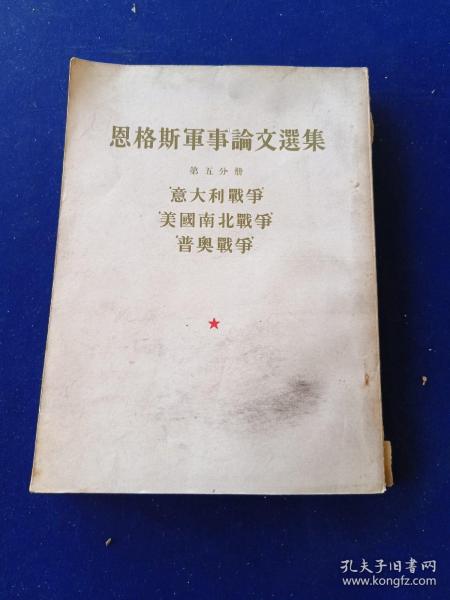 恩格斯軍事論文選集
第五分册
“意大利戰爭”
“美國南北戰爭”
“普奧戰爭”
孔夫子旧书网
www.kongfz.com